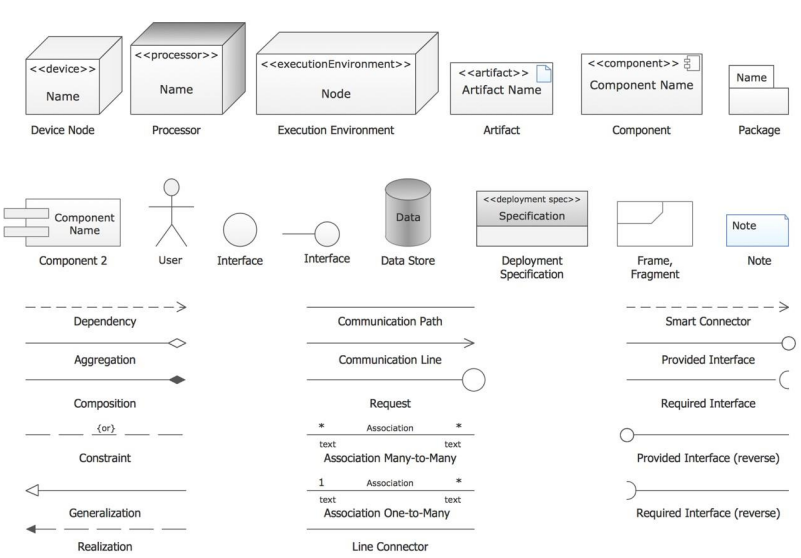 <<device>>
Name
Device Node
<<processor>>
Name
Processor
<<executionEnvironment>>
Node
Execution Environment
<<artifact>>
Artifact Name
Artifact
<<component>>
Component Name
Component
Name
Package
Component
Name
Component 2
User
Interface
Interface
Data
Data Store
<<deployment spec>>
Specification
Deployment
Specification
Frame,
Fragment
Note
Note
Dependency
Communication Path
Smart Connector
Aggregation
Communication Line
Provided Interface
Composition
Request
Required Interface
{or}
Constraint
* Association *
text text
Association Many-to-Many
Provided Interface (reverse)
Generalization
1 Association *
text text
Association One-to-Many
Required Interface (reverse)
Realization
Line Connector